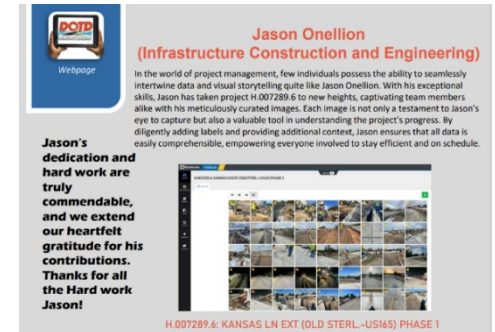 DOTD
Webpage
Jason Onellion
(Infrastructure Construction and Engineering)
In the world of project management, few individuals possess the ability to seamlessly
intertwine data and visual storytelling quite like Jason Onellion. With his exceptional
skills, Jason has taken project H.007289.6 to new heights, captivating team members
alike with his meticulously curated images. Each image is not only a testament to Jason's
eye to capture but also a valuable tool in understanding the project's progress. By
diligently adding labels and providing additional context, Jason ensures that all data is
easily comprehensible, empowering everyone involved to stay efficient and on schedule.
Jason's
dedication and
hard work are
truly
commendable,
and we extend
our heartfelt
gratitude for his
contributions.
Thanks for all
the Hard work
Jason!
H.007289.6: KANSAS LN EXT (OLD STERL.-US165) PHASE 1